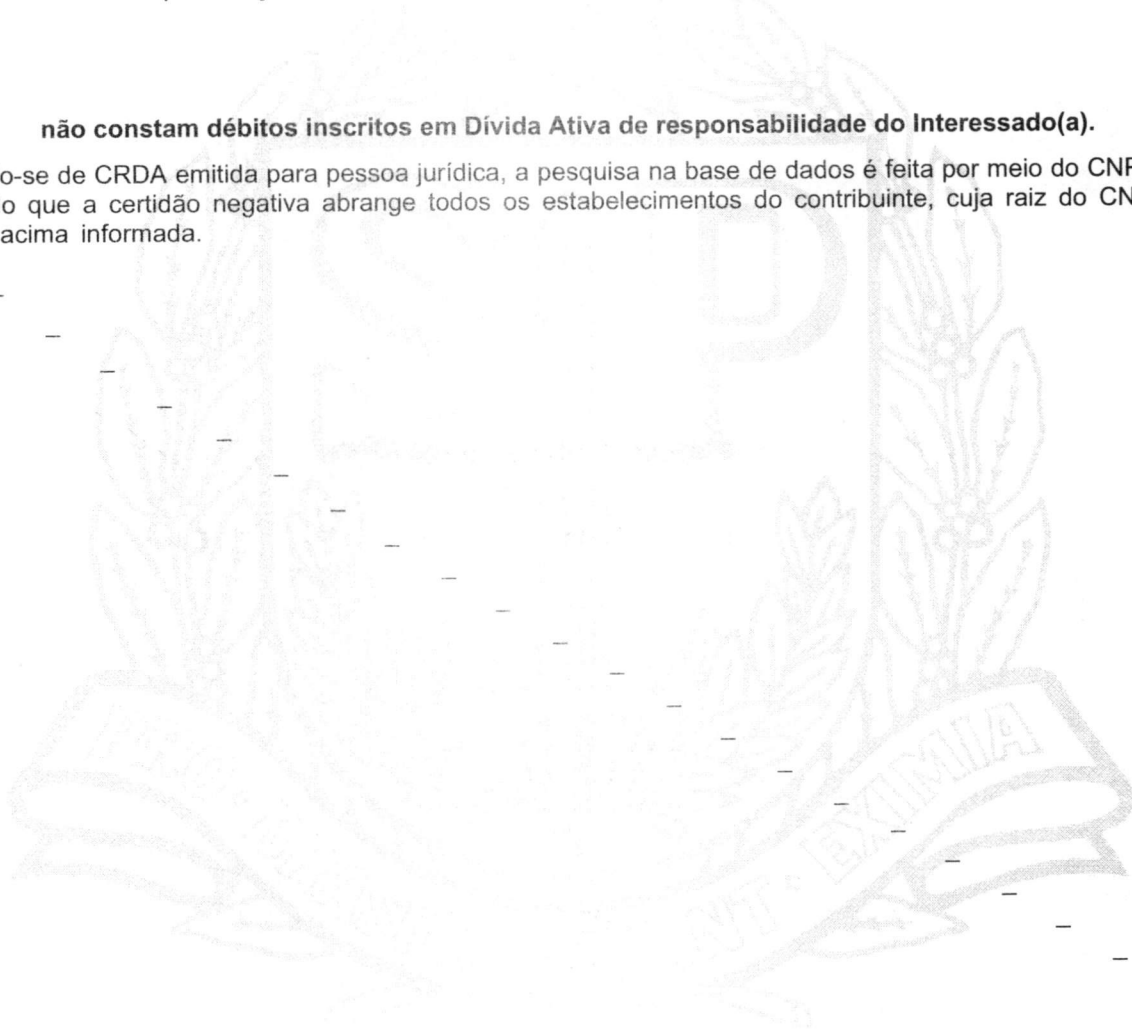 não constam débitos inscritos em Dívida Ativa de responsabilidade do Interessado(a).
o-se de CRDA emitida para pessoa jurídica, a pesquisa na base de dados é feita por meio do CNP
o que a certidão negativa abrange todos os estabelecimentos do contribuinte, cuja raiz do CN
acima informada.
EXIMIA